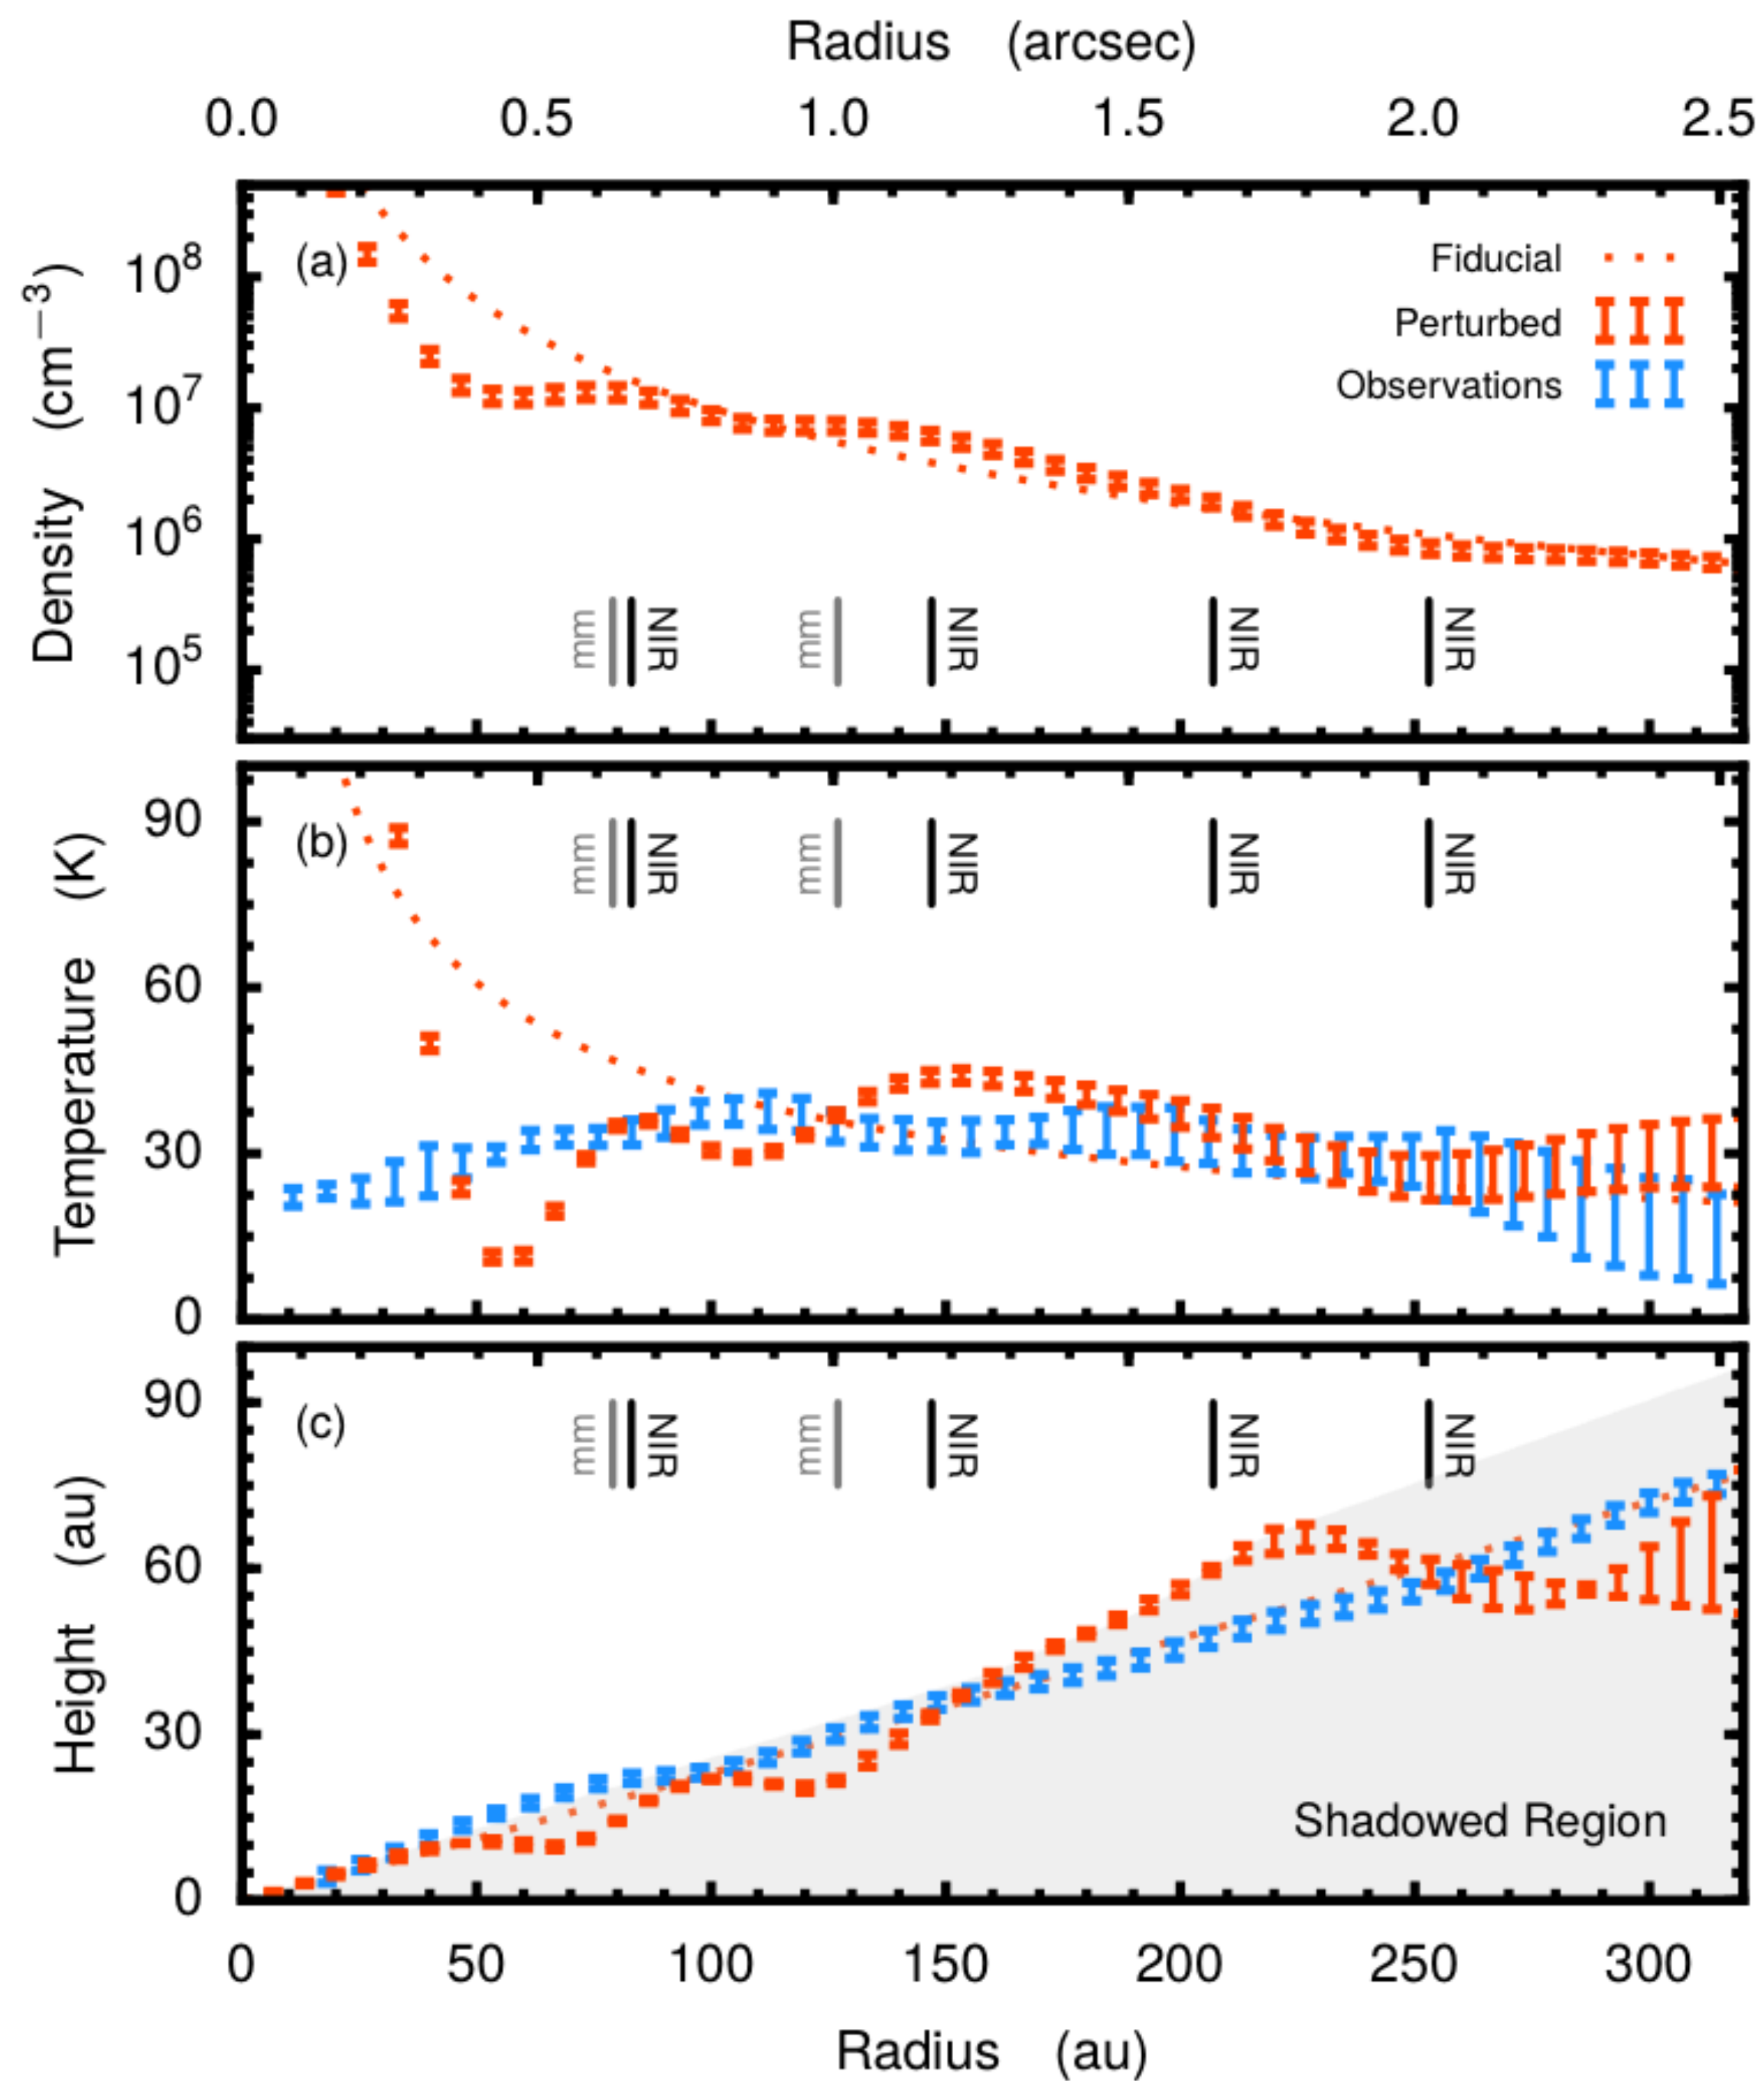 Radius (arcsec)
0.0 0.5 1.0 1.5 2.0 2.5
(a)
Fiducial
Perturbed
Observations
10⁸
10⁷
10⁶
10⁵
Density (cm⁻³)
mm NIR mm NIR NIR NIR
(b)
90
60
30
0
Temperature (K)
mm NIR mm NIR NIR NIR
(c)
90
60
30
0
Height (au)
mm NIR mm NIR NIR NIR
Shadowed Region
0 50 100 150 200 250 300
Radius (au)